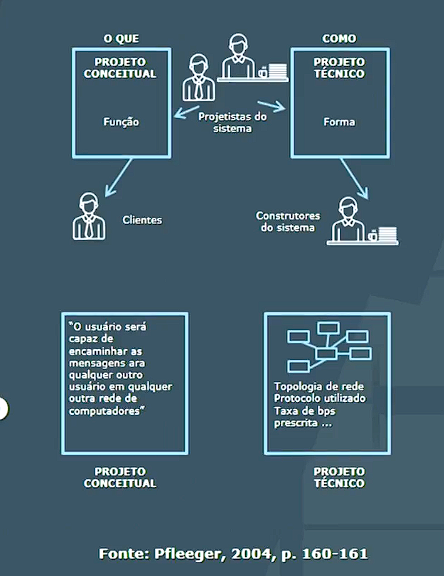 O QUE
COMO
PROJETO
CONCEITUAL
Função
Projetistas do
sistema
PROJETO
TÉCNICO
Forma
Clientes
Construtores
do sistema
"O usuário será
capaz de
encaminhar as
mensagens ara
qualquer outro
usuário em qualquer
outra rede de
computadores"
PROJETO
CONCEITUAL
Topologia de rede
Protocolo utilizado
Taxa de bps
prescrita ...
PROJETO
TÉCNICO
Fonte: Pfleeger, 2004, p. 160-161